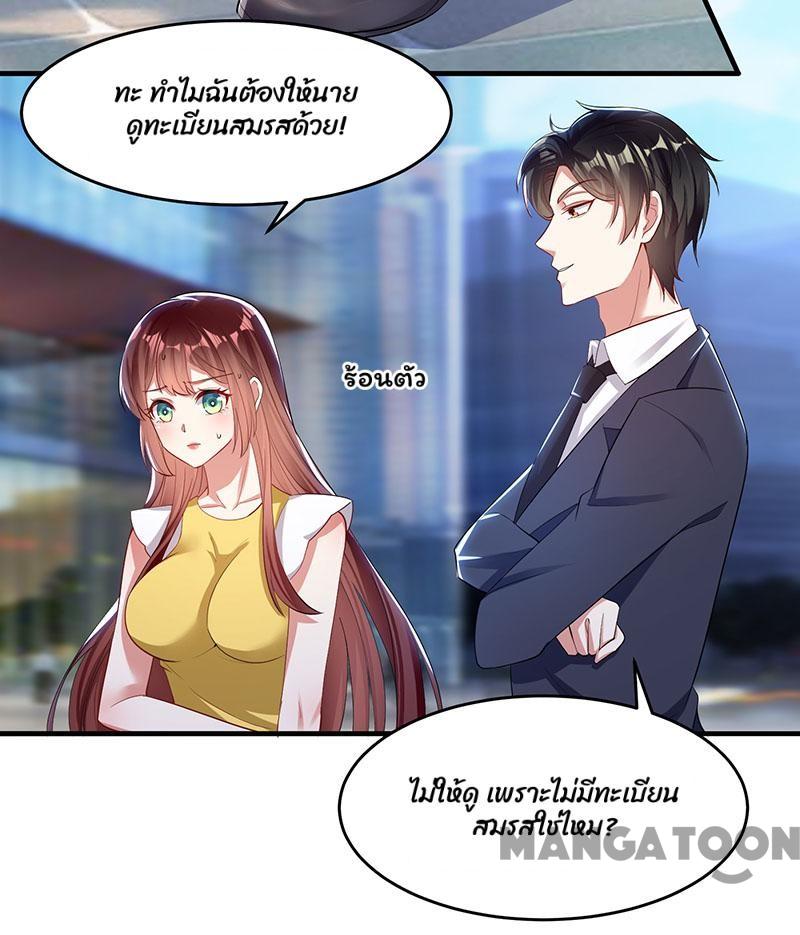 ทะ ทำไมฉันต้องให้นาย
ดูทะเบียนสมรสด้วย!
ร้อนตัว
ไม่ให้ดู เพราะไม่มีทะเบียน
สมรสใช่ไหม?
MANGATOON